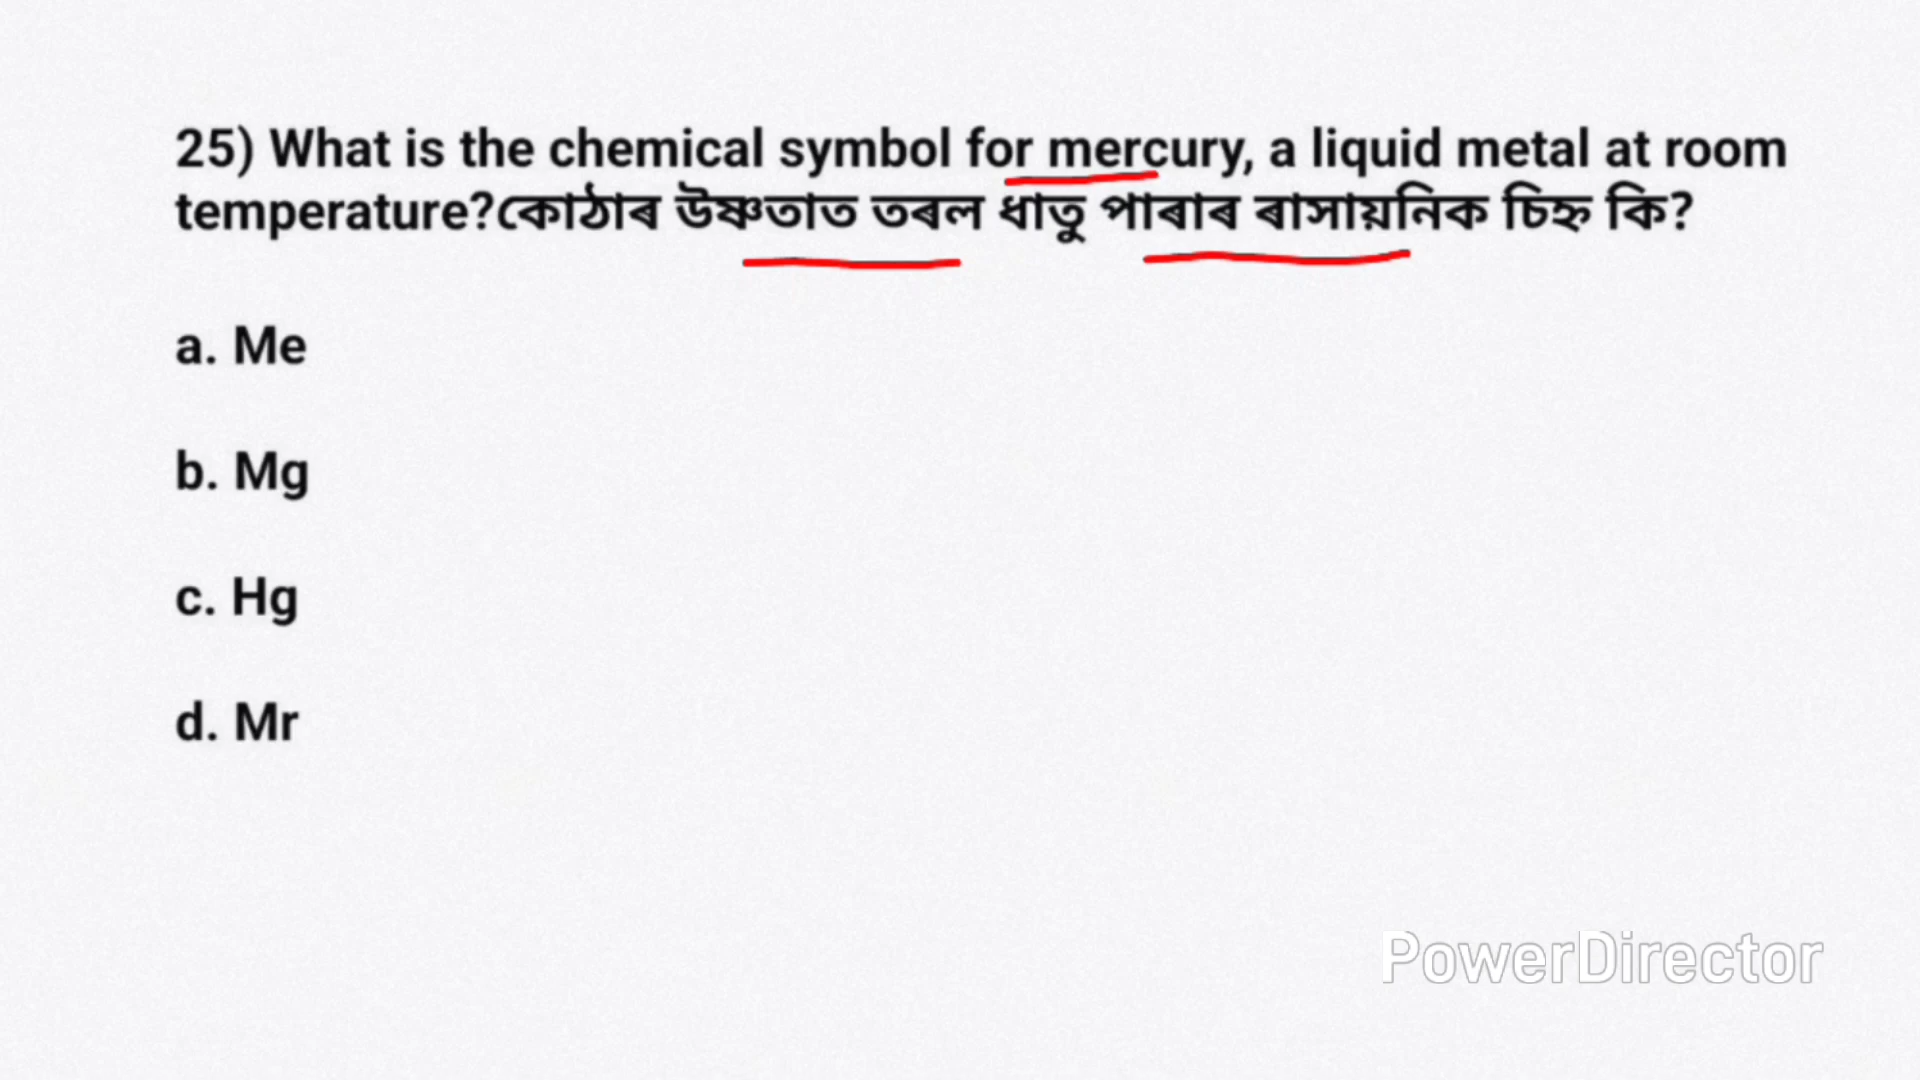 25) What is the chemical symbol for mercury, a liquid metal at room
temperature?কোঠাৰ উষ্ণতাত তৰল ধাতু পাৰাৰ ৰাসায়নিক চিহ্ন কি?
a. Me
b. Mg
c. Hg
d. Mr
PowerDirector